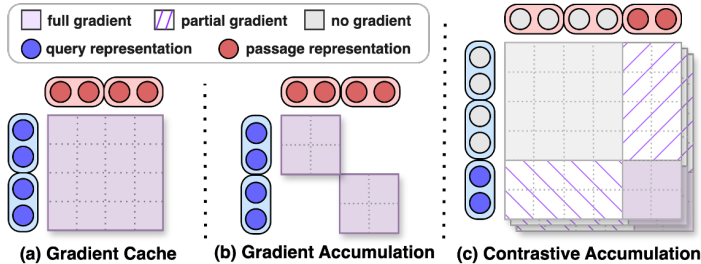 full gradient partial gradient no gradient
query representation passage representation
(a) Gradient Cache (b) Gradient Accumulation (c) Contrastive Accumulation